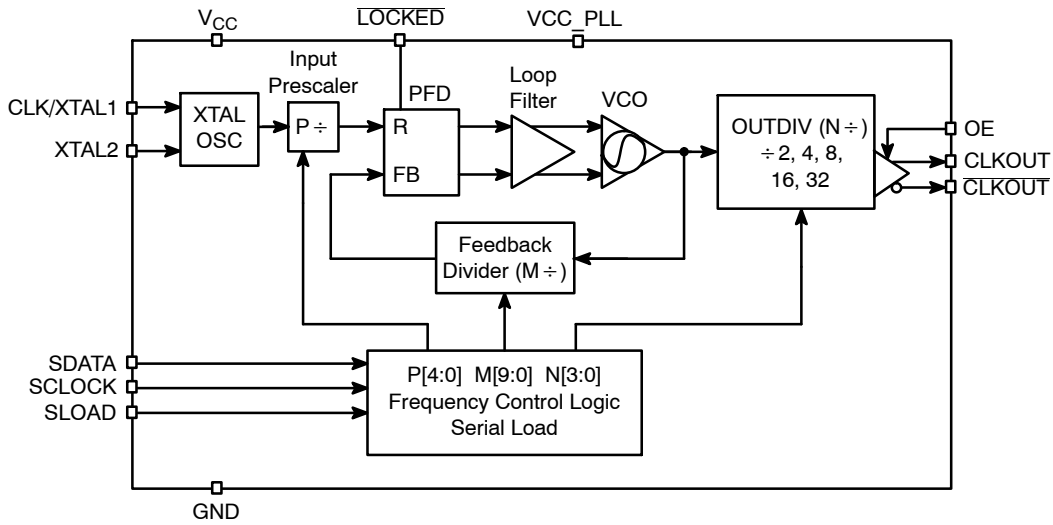 VCC
LOCKED
VCC_PLL
Input
Prescaler
PFD
Loop
Filter
VCO
CLK/XTAL1
XTAL2
XTAL
OSC
P ÷
R
FB
OUTDIV (N ÷)
÷ 2, 4, 8,
16, 32
OE
CLKOUT
CLKOUT
Feedback
Divider (M ÷)
SDATA
SCLOCK
SLOAD
P[4:0] M[9:0] N[3:0]
Frequency Control Logic
Serial Load
GND